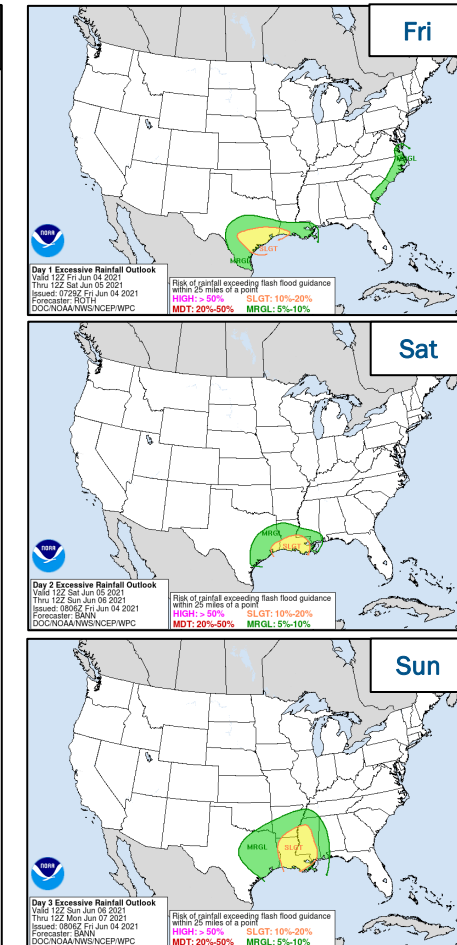 Fri
MRGL
SLGT
MRGL
NOAA
Day 1 Excessive Rainfall Outlook
Valid 12Z Fri Jun 04 2021
Thru 12Z Sat Jun 05 2021
Issued: 0729Z Fri Jun 04 2021
Forecaster: ROTH
DOC/NOAA/NWS/NCEP/WPC
Risk of rainfall exceeding flash flood guidance
within 25 miles of a point
HIGH: > 50% SLGT: 10%-20%
MDT: 20%-50% MRGL: 5%-10%
Sat
MRGL
SLGT
NOAA
Day 2 Excessive Rainfall Outlook
Valid 12Z Sat Jun 05 2021
Thru 12Z Sun Jun 06 2021
Issued: 0806Z Fri Jun 04 2021
Forecaster: BANN
DOC/NOAA/NWS/NCEP/WPC
Risk of rainfall exceeding flash flood guidance
within 25 miles of a point
HIGH: > 50% SLGT: 10%-20%
MDT: 20%-50% MRGL: 5%-10%
Sun
MRGL SLGT
NOAA
Day 3 Excessive Rainfall Outlook
Valid 12Z Sun Jun 06 2021
Thru 12Z Mon Jun 07 2021
Issued: 0806Z Fri Jun 04 2021
Forecaster: BANN
DOC/NOAA/NWS/NCEP/WPC
Risk of rainfall exceeding flash flood guidance
within 25 miles of a point
HIGH: > 50% SLGT: 10%-20%
MDT: 20%-50% MRGL: 5%-10%